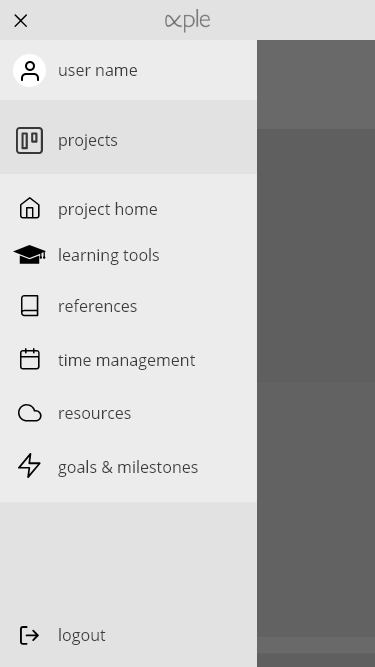 ∝ple
user name
projects
project home
learning tools
references
time management
resources
goals & milestones
logout